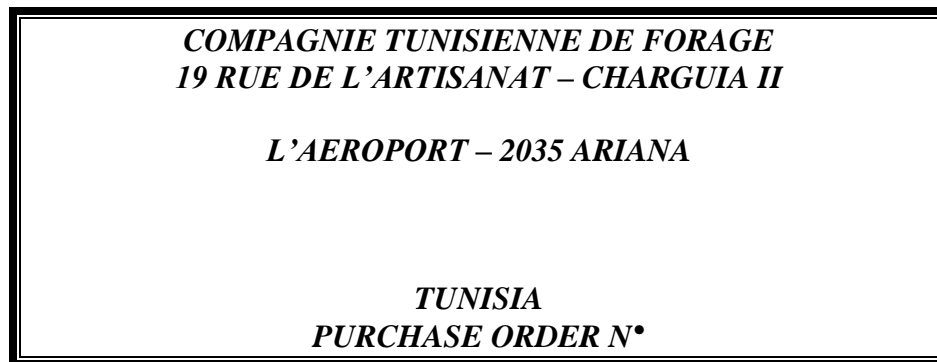 COMPAGNIE TUNISIENNE DE FORAGE
19 RUE DE L’ARTISANAT – CHARGUIA II
L’AEROPORT – 2035 ARIANA
TUNISIA
PURCHASE ORDER N•